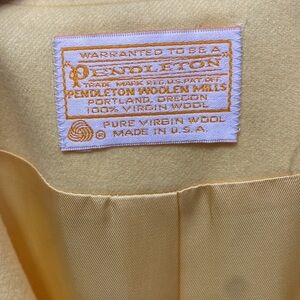 WARRANTED TO BE A
"PENDLETON"
TRADE MARK REG. U.S. PAT. OFF.
PENDLETON WOOLEN MILLS
PORTLAND, OREGON
100% VIRGIN WOOL
PURE VIRGIN WOOL
® MADE IN U.S.A.